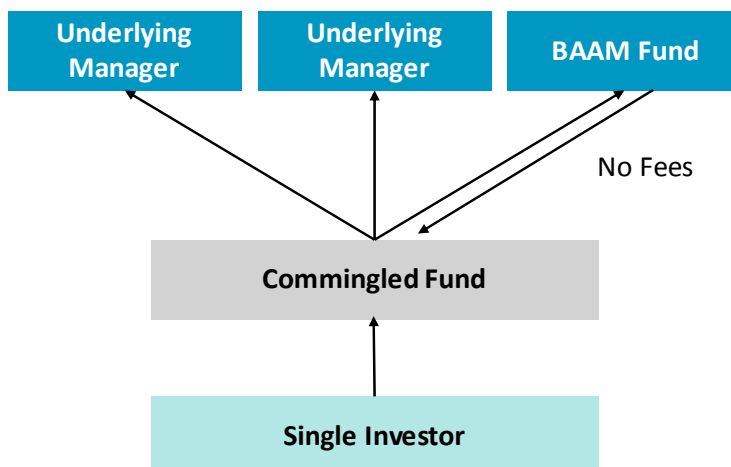 Underlying
Manager
Underlying
Manager
BAAM Fund
No Fees
Commingled Fund
Single Investor